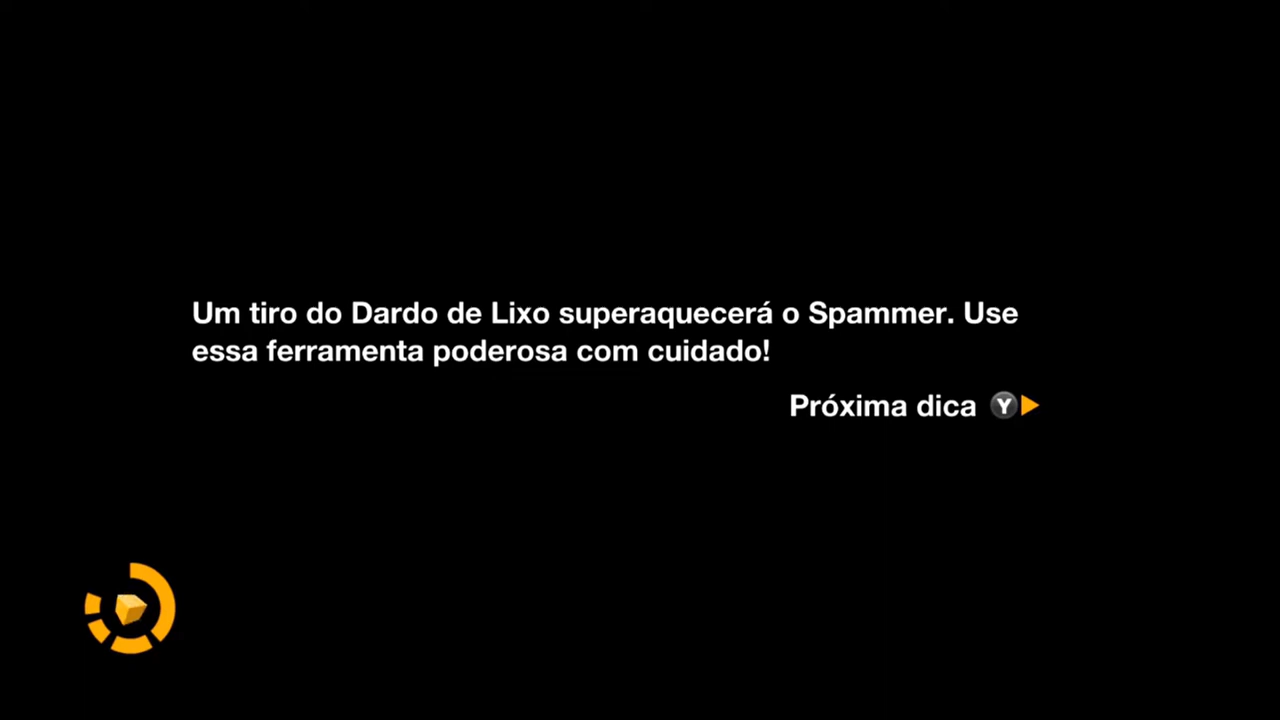 Um tiro do Dardo de Lixo superaquecerá o Spammer. Use
essa ferramenta poderosa com cuidado!
Próxima dica Y